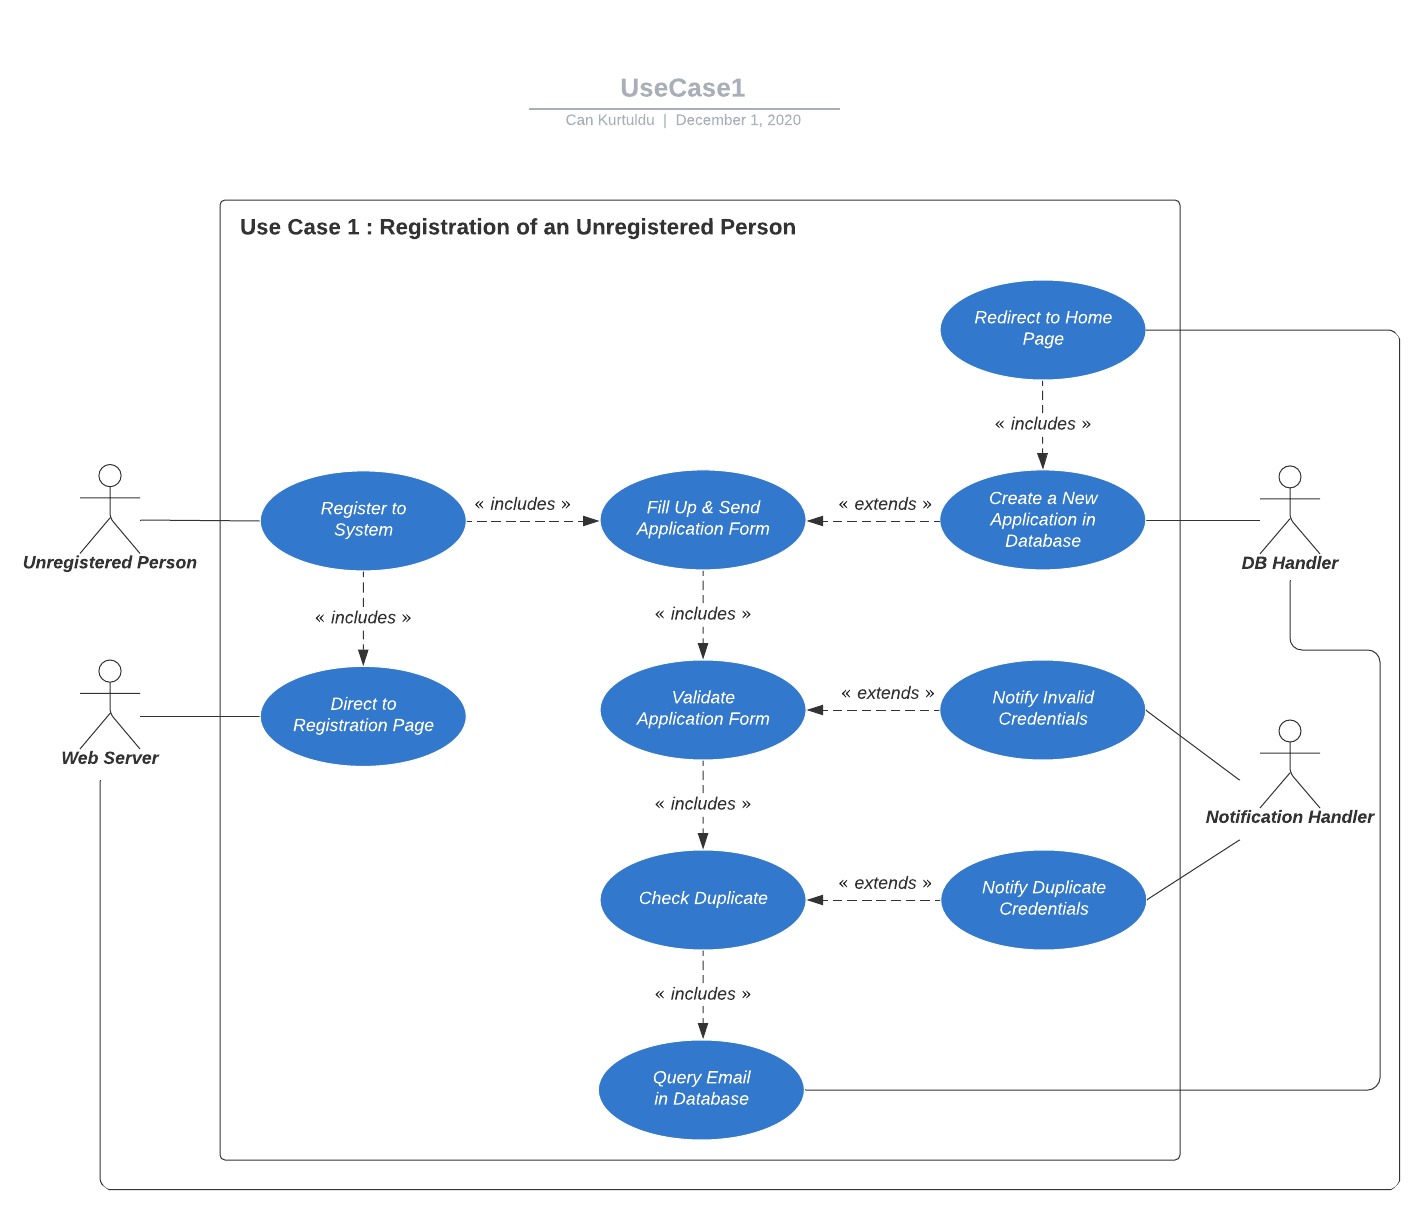 UseCase1
Can Kurtuldu | December 1, 2020
Use Case 1 : Registration of an Unregistered Person
Redirect to Home
Page
« includes »
Unregistered Person
Register to
System
« includes »
Fill Up & Send
Application Form
« extends »
Create a New
Application in
Database
DB Handler
« includes »
« includes »
Web Server
Direct to
Registration Page
Validate
Application Form
« extends »
Notify Invalid
Credentials
Notification Handler
« includes »
Check Duplicate
« extends »
Notify Duplicate
Credentials
« includes »
Query Email
in Database